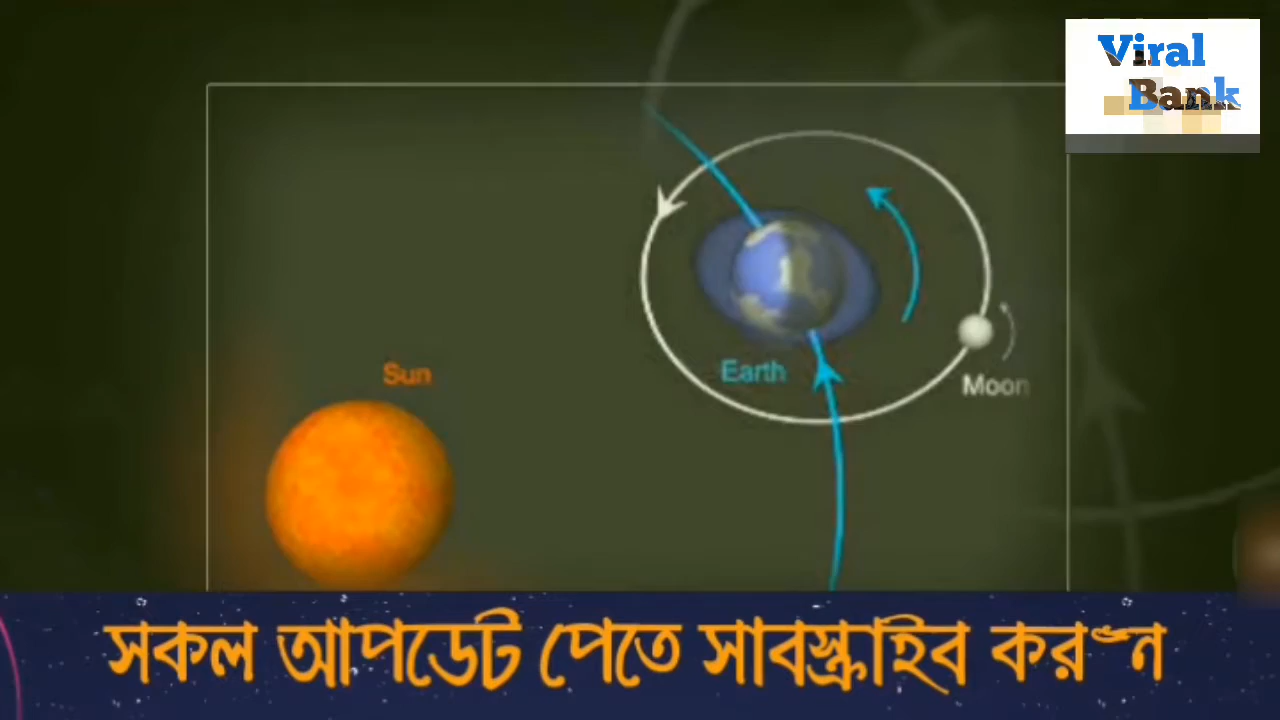 Viral
Bank
Sun
Earth
Moon
সকল আপডেট পেতে সাবস্ক্রাইব করুন